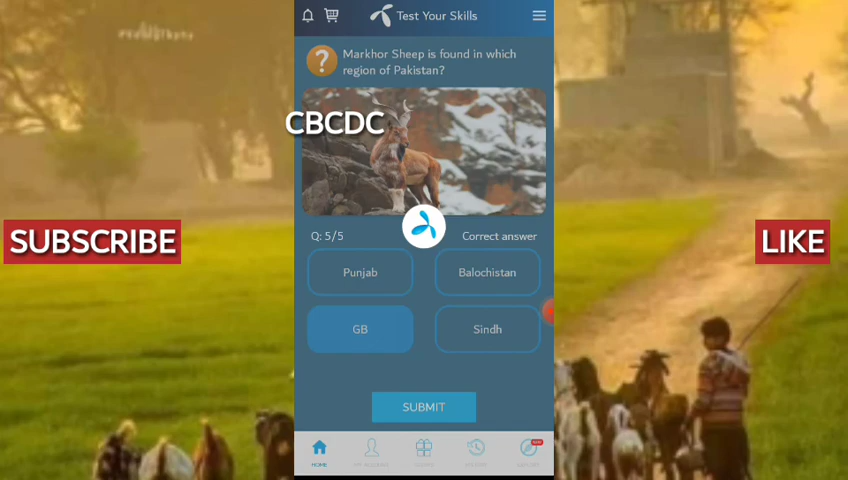 Test Your Skills
Markhor Sheep is found in which
region of Pakistan?
CBCDC
SUBSCRIBE
LIKE
Q: 5/5
Correct answer
Punjab
Balochistan
GB
Sindh
SUBMIT
HOME